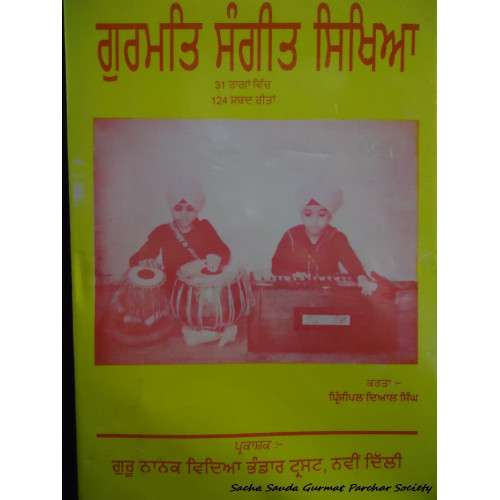 ਗੁਰਮਤਿ ਸੰਗੀਤ ਸਿਖਿਆ
31 ਰਾਗਾਂ ਵਿੱਚ
124 ਸ਼ਬਦ ਰੀਤਾਂ
ਕਰਤਾ :-
ਪ੍ਰਿੰਸੀਪਲ ਦਿਆਲ ਸਿੰਘ
ਪ੍ਰਕਾਸ਼ਕ :-
ਗੁਰੂ ਨਾਨਕ ਵਿਦਿਆ ਭੰਡਾਰ ਟ੍ਰਸਟ, ਨਵੀਂ ਦਿੱਲੀ
Sacha Sauda Gurmat Parchar Society